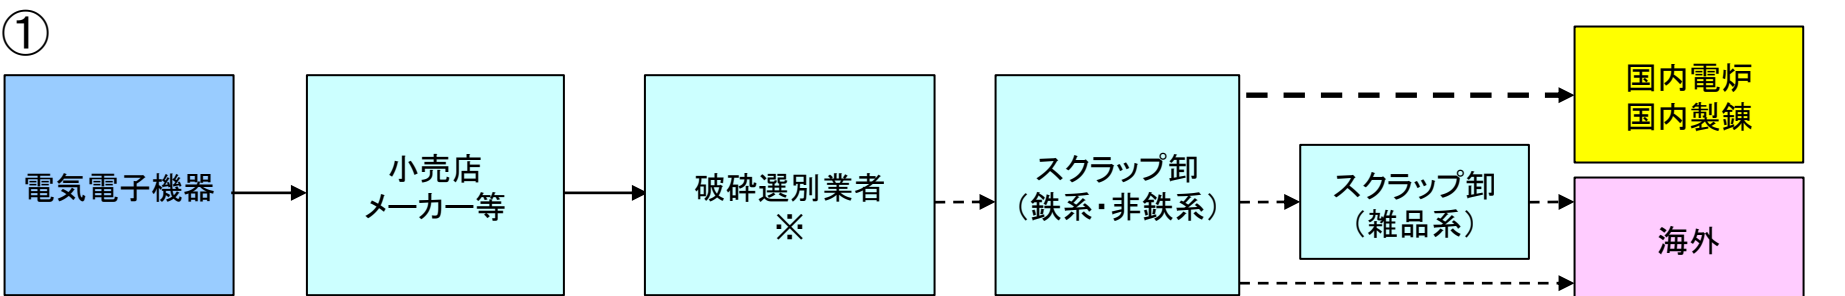 ①
電気電子機器
小売店
メーカー等
破砕選別業者
※
スクラップ卸
（鉄系・非鉄系）
スクラップ卸
（雑品系）
国内電炉
国内製錬
海外